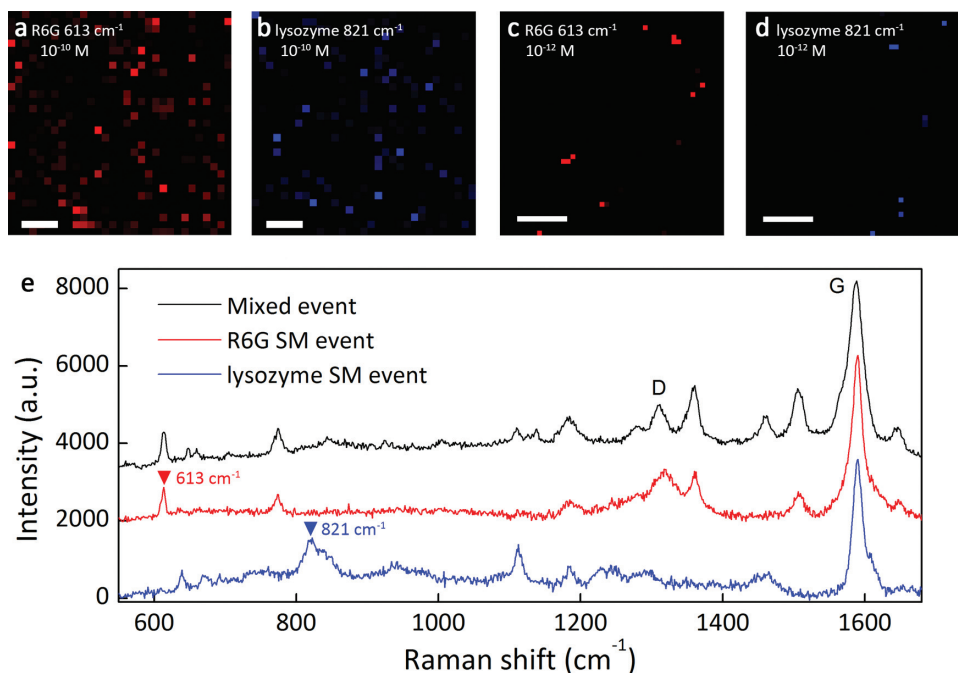 a R6G 613 cm⁻¹
10⁻¹⁰ M
b lysozyme 821 cm⁻¹
10⁻¹⁰ M
c R6G 613 cm⁻¹
10⁻¹² M
d lysozyme 821 cm⁻¹
10⁻¹² M
e
Mixed event
R6G SM event
lysozyme SM event
G
D
613 cm⁻¹
821 cm⁻¹
8000
6000
4000
2000
0
Intensity (a.u.)
600 800 1000 1200 1400 1600
Raman shift (cm⁻¹)